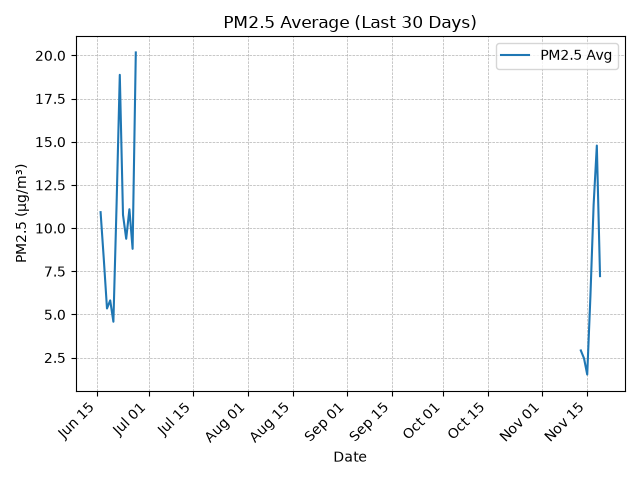 PM2.5 Average (Last 30 Days)
PM2.5 Avg
PM2.5 (μg/m³)
20.0
17.5
15.0
12.5
10.0
7.5
5.0
2.5
Jun 15
Jul 01
Jul 15
Aug 01
Aug 15
Sep 01
Sep 15
Oct 01
Oct 15
Nov 01
Nov 15
Date